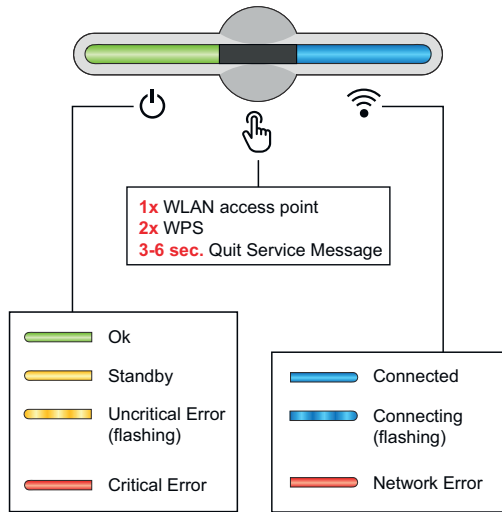 1x WLAN access point
2x WPS
3-6 sec. Quit Service Message
Ok
Standby
Uncritical Error
(flashing)
Critical Error
Connected
Connecting
(flashing)
Network Error